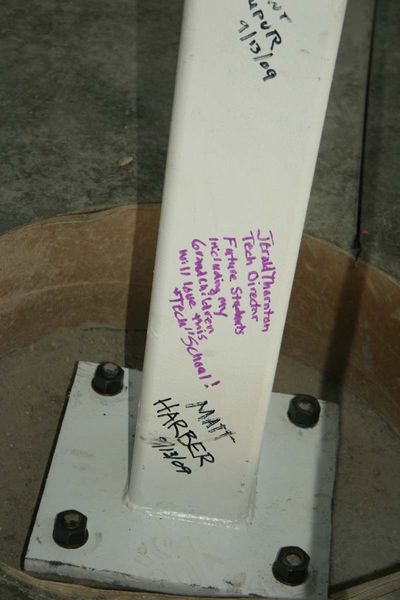 9/13/09
Jerald Thornton
Tech Director
Future Students
Including my
Grandchildren
will love this
"Tech" School!
MATT
HARBER
9/13/09